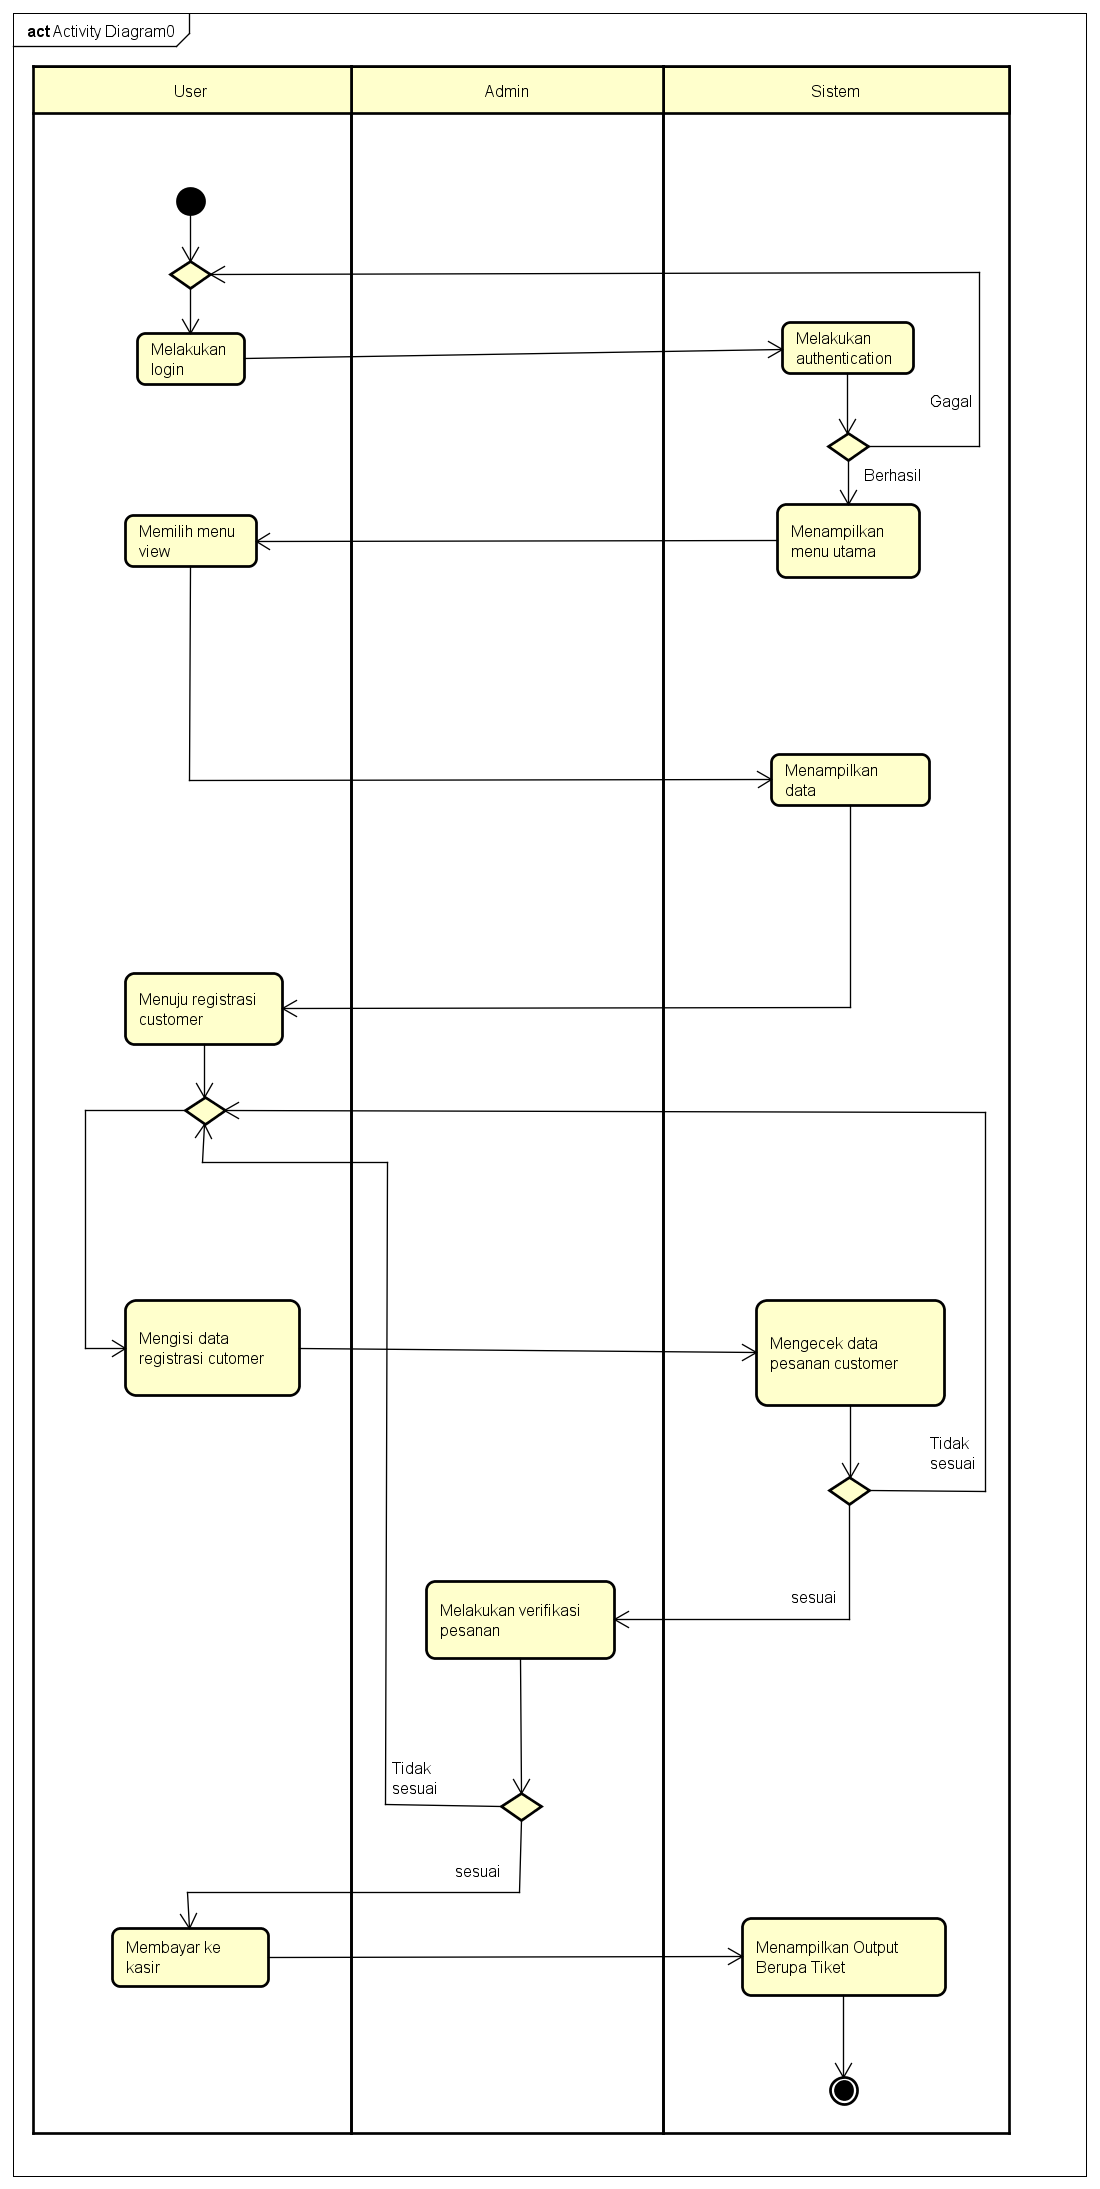 act Activity Diagram0
User
Admin
Sistem
Melakukan
login
Melakukan
authentication
Gagal
Berhasil
Memilih menu
view
Menampilkan
menu utama
Menampilkan
data
Menuju registrasi
customer
Mengisi data
registrasi cutomer
Mengecek data
pesanan customer
Tidak
sesuai
sesuai
Melakukan verifikasi
pesanan
Tidak
sesuai
sesuai
Membayar ke
kasir
Menampilkan Output
Berupa Tiket